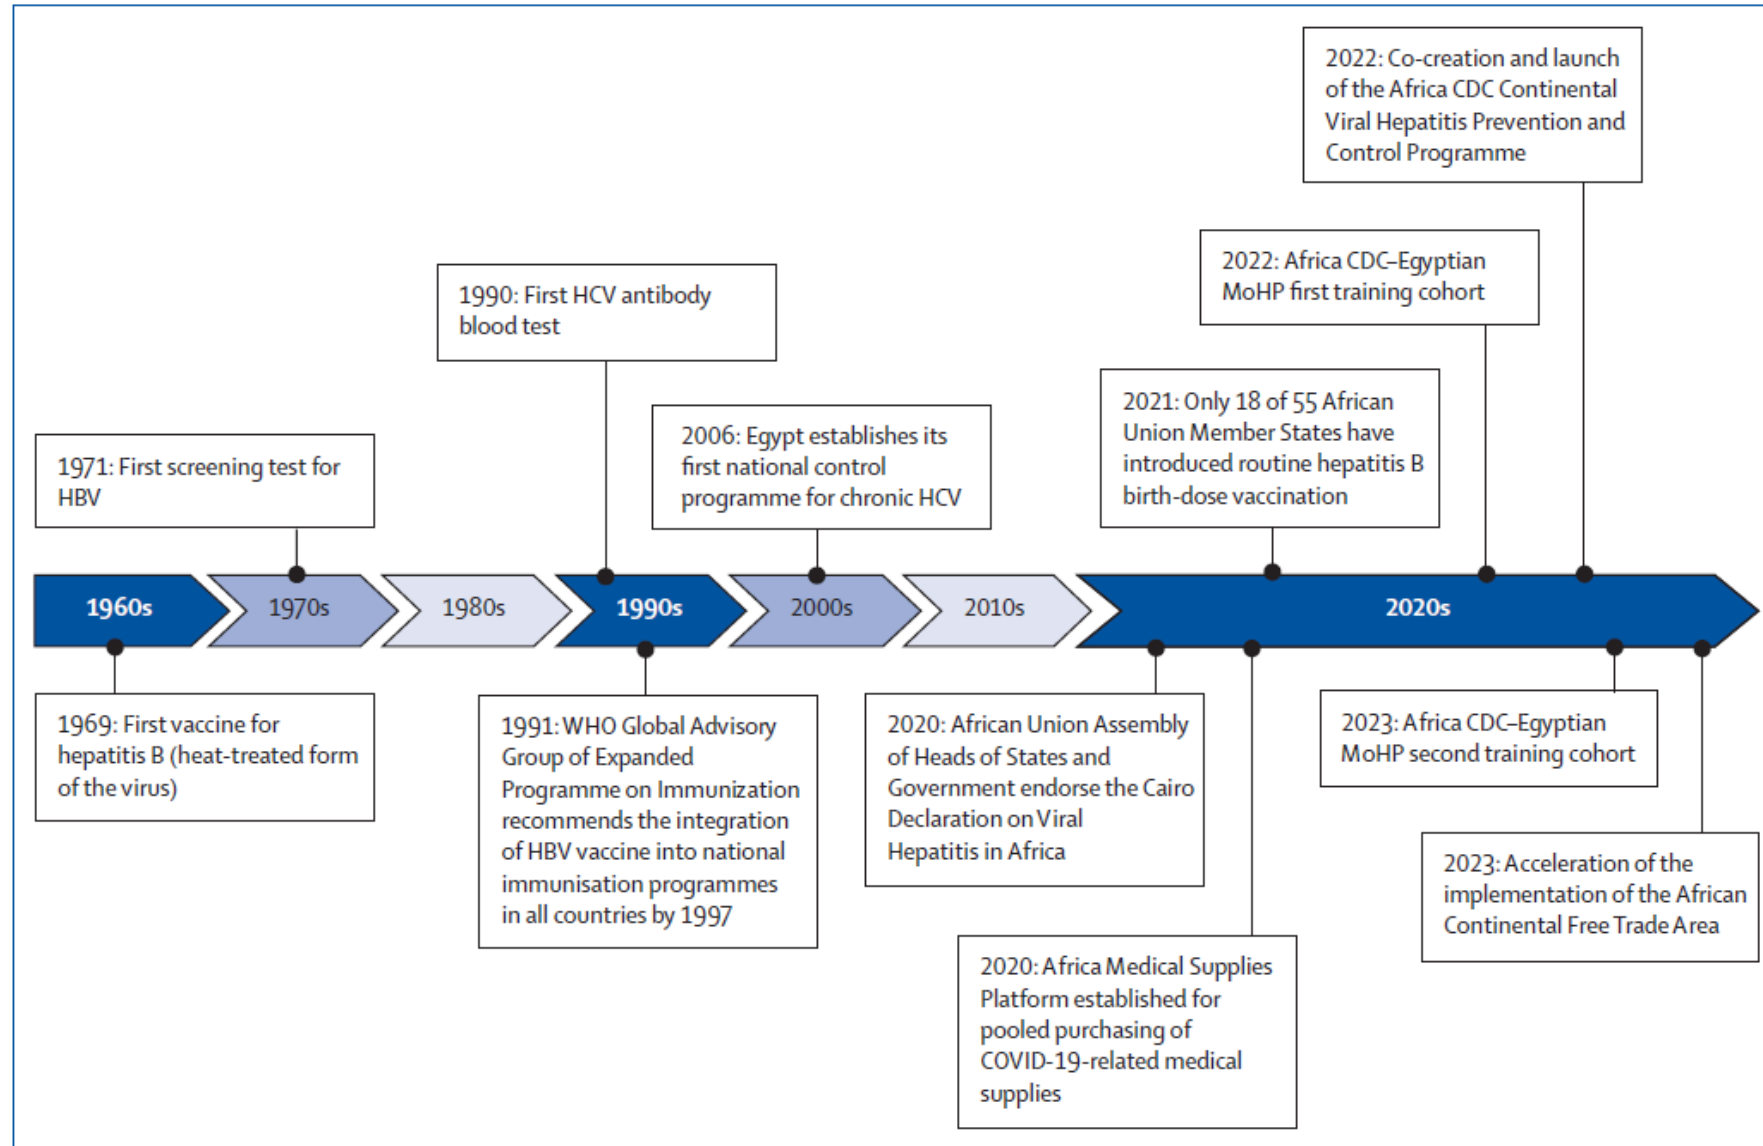 2022: Co-creation and launch
of the Africa CDC Continental
Viral Hepatitis Prevention and
Control Programme
2022: Africa CDC–Egyptian
MoHP first training cohort
1990: First HCV antibody
blood test
2021: Only 18 of 55 African
Union Member States have
introduced routine hepatitis B
birth-dose vaccination
2006: Egypt establishes its
first national control
programme for chronic HCV
1971: First screening test for
HBV
1960s
1970s
1980s
1990s
2000s
2010s
2020s
1969: First vaccine for
hepatitis B (heat-treated form
of the virus)
1991: WHO Global Advisory
Group of Expanded
Programme on Immunization
recommends the integration
of HBV vaccine into national
immunisation programmes
in all countries by 1997
2020: African Union Assembly
of Heads of States and
Government endorse the Cairo
Declaration on Viral
Hepatitis in Africa
2023: Africa CDC–Egyptian
MoHP second training cohort
2023: Acceleration of the
implementation of the African
Continental Free Trade Area
2020: Africa Medical Supplies
Platform established for
pooled purchasing of
COVID-19-related medical
supplies